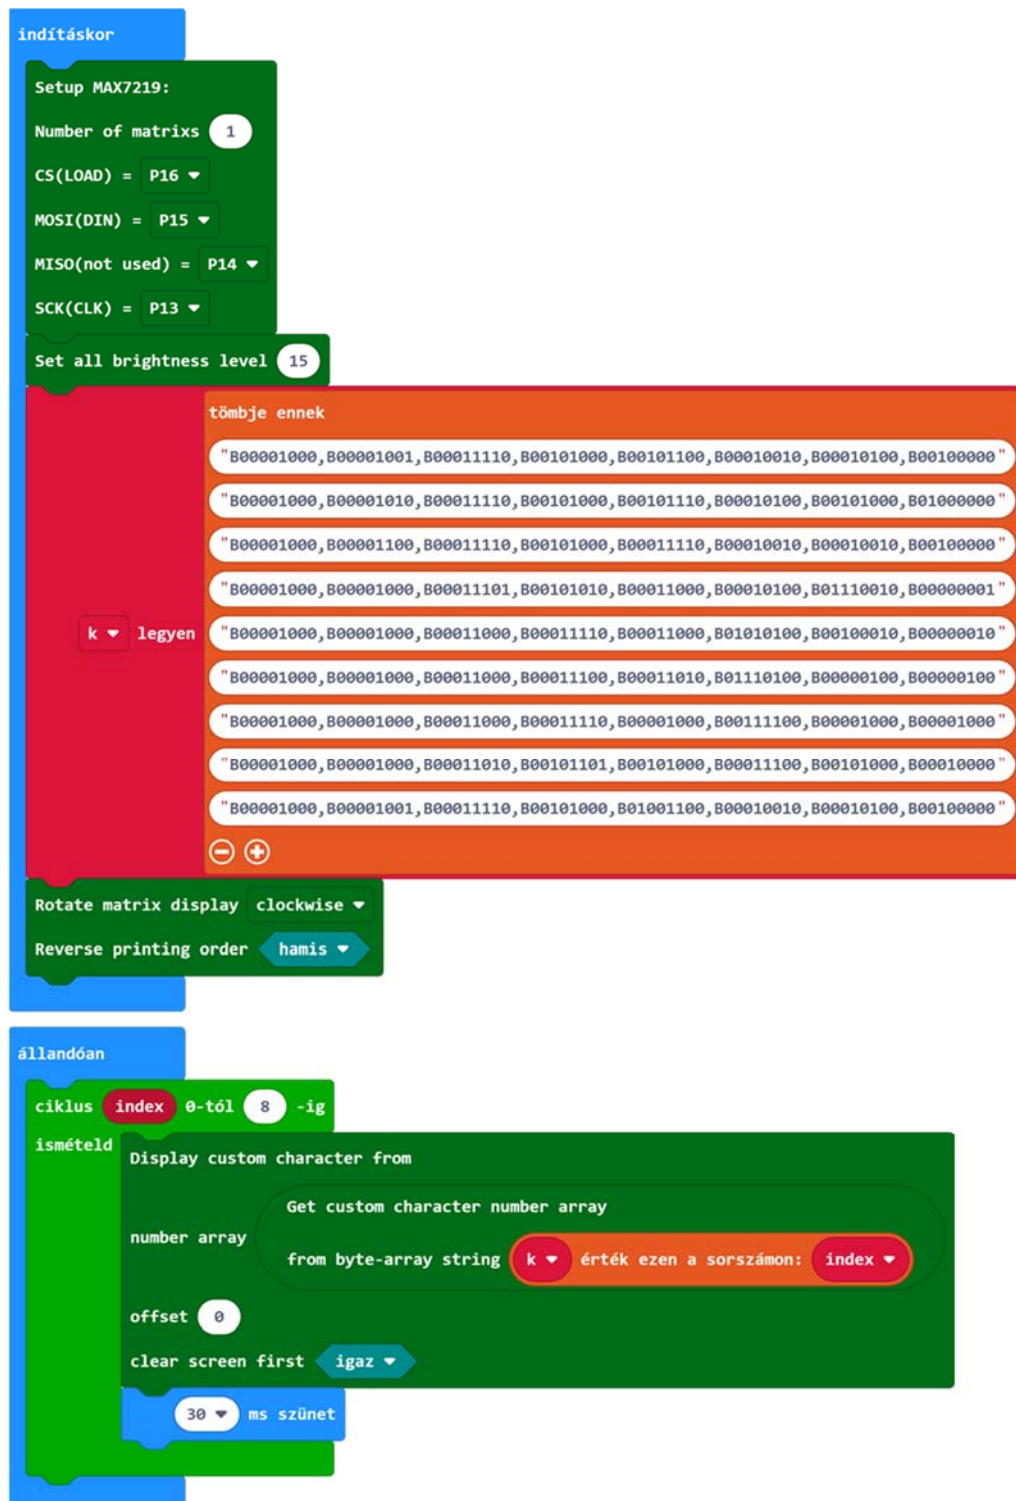 indításkor
Setup MAX7219:
Number of matrixs 1
CS(LOAD) = P16
MOSI(DIN) = P15
MISO(not used) = P14
SCK(CLK) = P13
Set all brightness level 15
tömbje ennek
"B00001000,B00001001,B00011110,B00101000,B00101100,B00010010,B00010100,B00100000"
"B00001000,B00001010,B00011110,B00101000,B00101110,B00010100,B00101000,B01000000"
"B00001000,B00001100,B00011110,B00101000,B00011110,B00010010,B00010010,B00100000"
"B00001000,B00001000,B00011101,B00101010,B00011000,B00010100,B01110010,B00000001"
k legyen "B00001000,B00001000,B00011000,B00011110,B00011000,B01010100,B00100010,B00000010"
"B00001000,B00001000,B00011000,B00011100,B00011010,B01110100,B00000100,B00000100"
"B00001000,B00001000,B00011000,B00011110,B00001000,B00111100,B00001000,B00001000"
"B00001000,B00001000,B00011010,B00101101,B00101000,B00011100,B00101000,B00010000"
"B00001000,B00001001,B00011110,B00101000,B01001100,B00010010,B00010100,B00100000"
Rotate matrix display clockwise
Reverse printing order hamis
állandóan
ciklus index 0-tól 8 -ig
ismételd
Display custom character from
Get custom character number array
number array
from byte-array string k érték ezen a sorszámon: index
offset 0
clear screen first igaz
30 ms szünet